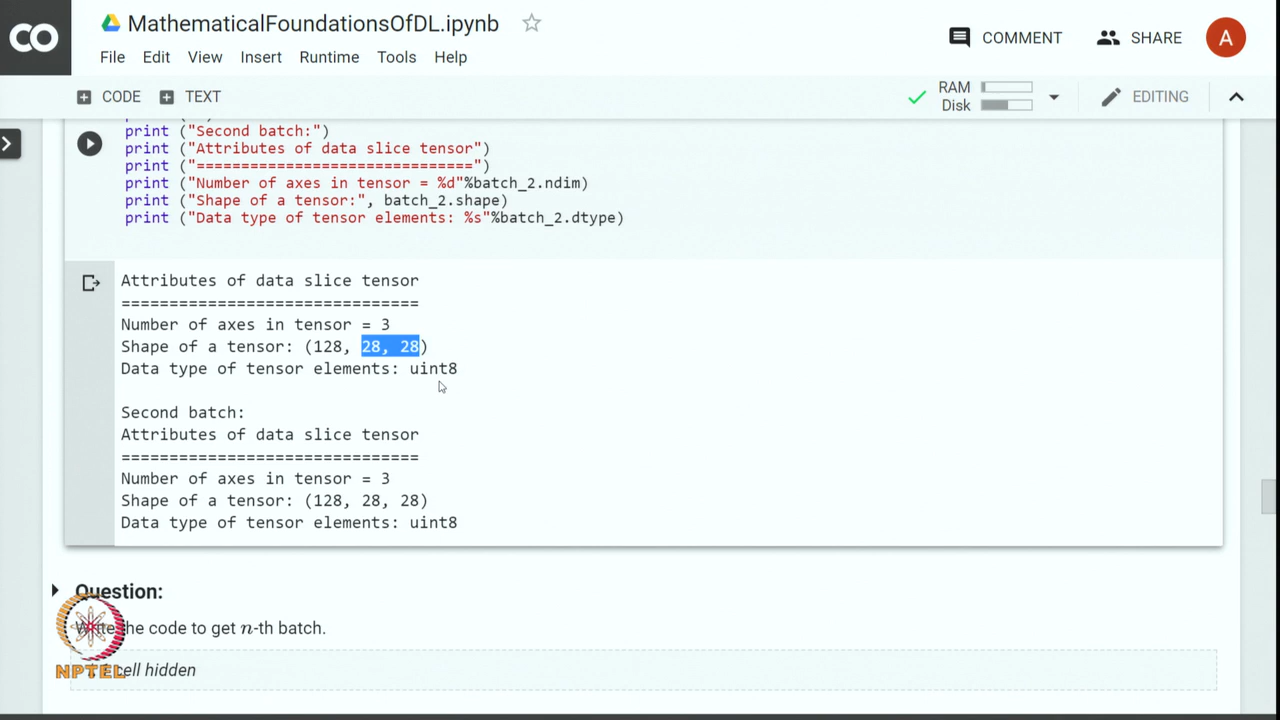 CO
MathematicalFoundationsOfDL.ipynb
COMMENT
SHARE
A
File Edit View Insert Runtime Tools Help
CODE
TEXT
RAM
Disk
EDITING
print ("Second batch:")
print ("Attributes of data slice tensor")
print ("===============================")
print ("Number of axes in tensor = %d"%batch_2.ndim)
print ("Shape of a tensor:", batch_2.shape)
print ("Data type of tensor elements: %s"%batch_2.dtype)
Attributes of data slice tensor
===============================
Number of axes in tensor = 3
Shape of a tensor: (128, 28, 28)
Data type of tensor elements: uint8
Second batch:
Attributes of data slice tensor
===============================
Number of axes in tensor = 3
Shape of a tensor: (128, 28, 28)
Data type of tensor elements: uint8
Question:
Write the code to get n-th batch.
cell hidden
NPTEL